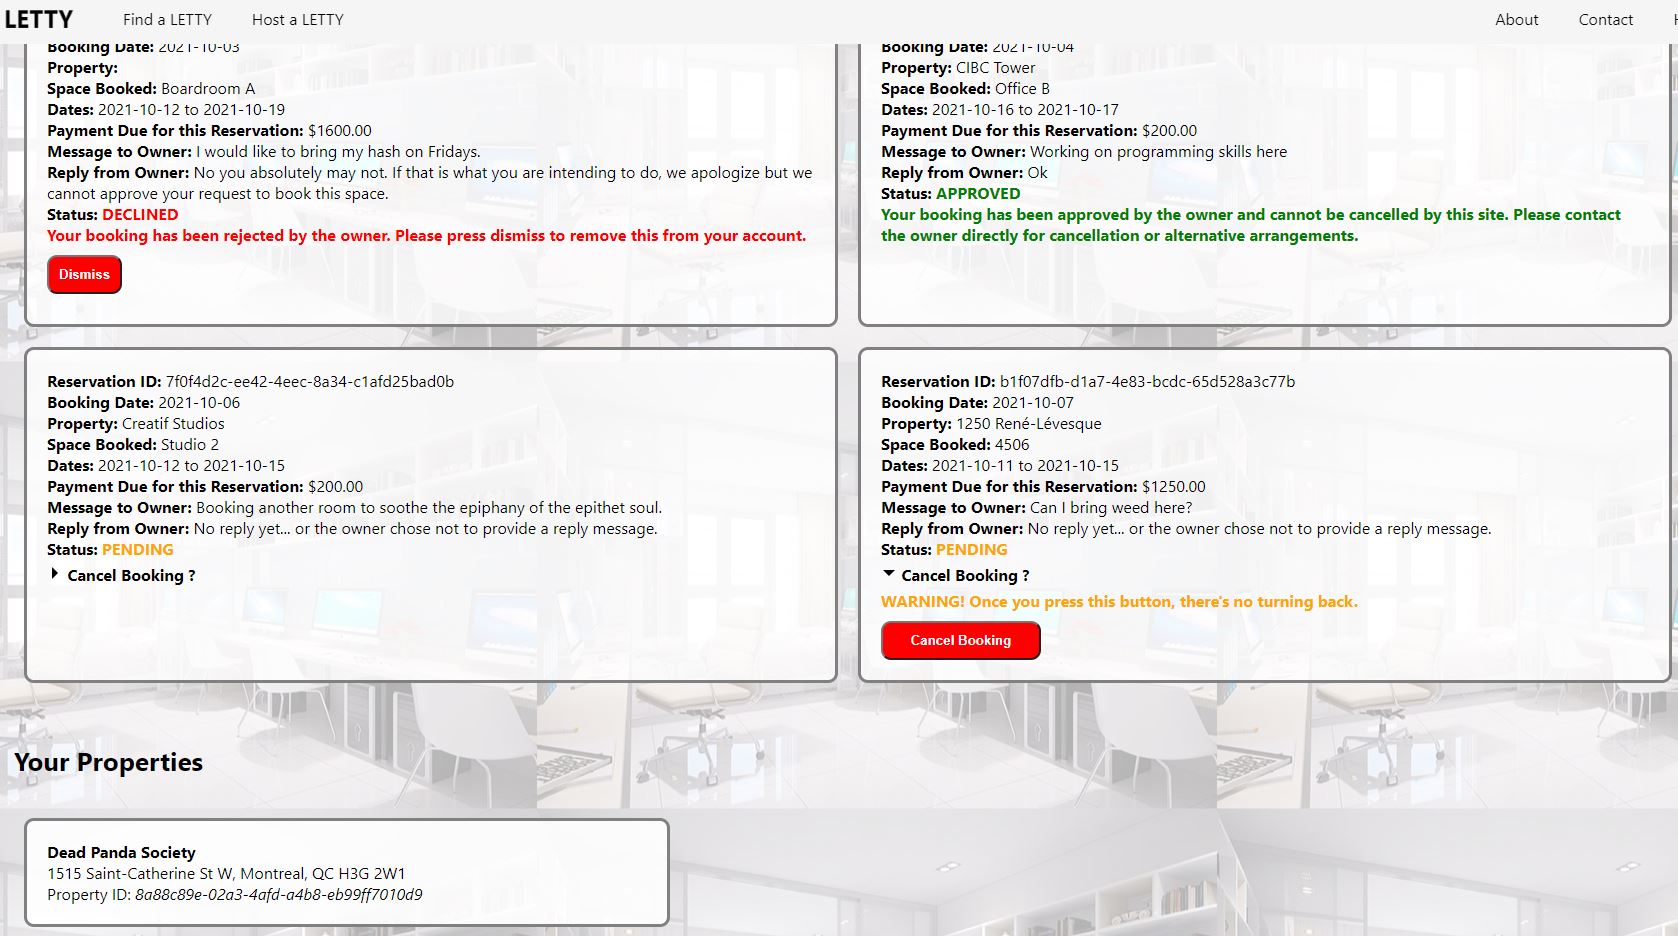 LETTY Find a LETTY Host a LETTY About Contact
Booking Date: 2021-10-03
Property:
Space Booked: Boardroom A
Dates: 2021-10-12 to 2021-10-19
Payment Due for this Reservation: $1600.00
Message to Owner: I would like to bring my hash on Fridays.
Reply from Owner: No you absolutely may not. If that is what you are intending to do, we apologize but we
cannot approve your request to book this space.
Status: DECLINED
Your booking has been rejected by the owner. Please press dismiss to remove this from your account.
Dismiss
Booking Date: 2021-10-04
Property: CIBC Tower
Space Booked: Office B
Dates: 2021-10-16 to 2021-10-17
Payment Due for this Reservation: $200.00
Message to Owner: Working on programming skills here
Reply from Owner: Ok
Status: APPROVED
Your booking has been approved by the owner and cannot be cancelled by this site. Please contact
the owner directly for cancellation or alternative arrangements.
Reservation ID: 7f0f4d2c-ee42-4eec-8a34-c1afd25bad0b
Booking Date: 2021-10-06
Property: Creatif Studios
Space Booked: Studio 2
Dates: 2021-10-12 to 2021-10-15
Payment Due for this Reservation: $200.00
Message to Owner: Booking another room to soothe the epiphany of the epithet soul.
Reply from Owner: No reply yet... or the owner chose not to provide a reply message.
Status: PENDING
Cancel Booking ?
Reservation ID: b1f07dfb-d1a7-4e83-bcdc-65d528a3c77b
Booking Date: 2021-10-07
Property: 1250 René-Lévesque
Space Booked: 4506
Dates: 2021-10-11 to 2021-10-15
Payment Due for this Reservation: $1250.00
Message to Owner: Can I bring weed here?
Reply from Owner: No reply yet... or the owner chose not to provide a reply message.
Status: PENDING
Cancel Booking ?
WARNING! Once you press this button, there's no turning back.
Cancel Booking
Your Properties
Dead Panda Society
1515 Saint-Catherine St W, Montreal, QC H3G 2W1
Property ID: 8a88c89e-02a3-4afd-a4b8-eb99ff7010d9